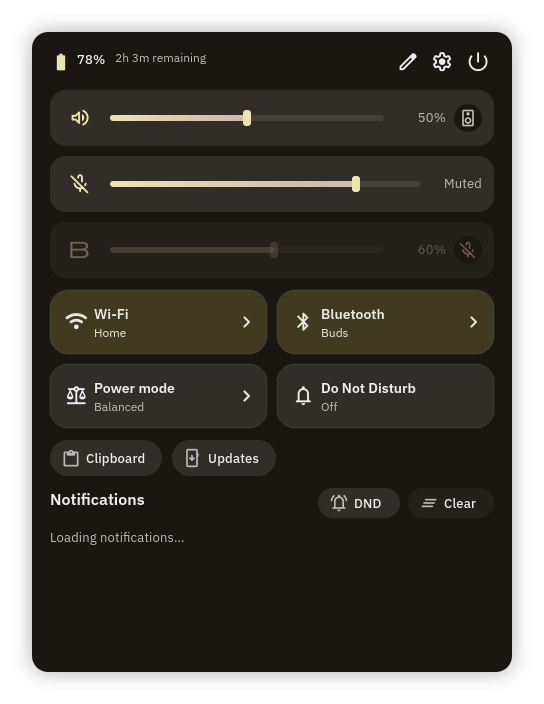 78% 2h 3m remaining
50%
Muted
60%
Wi-Fi
Home
Bluetooth
Buds
Power mode
Balanced
Do Not Disturb
Off
Clipboard
Updates
Notifications
DND
Clear
Loading notifications...